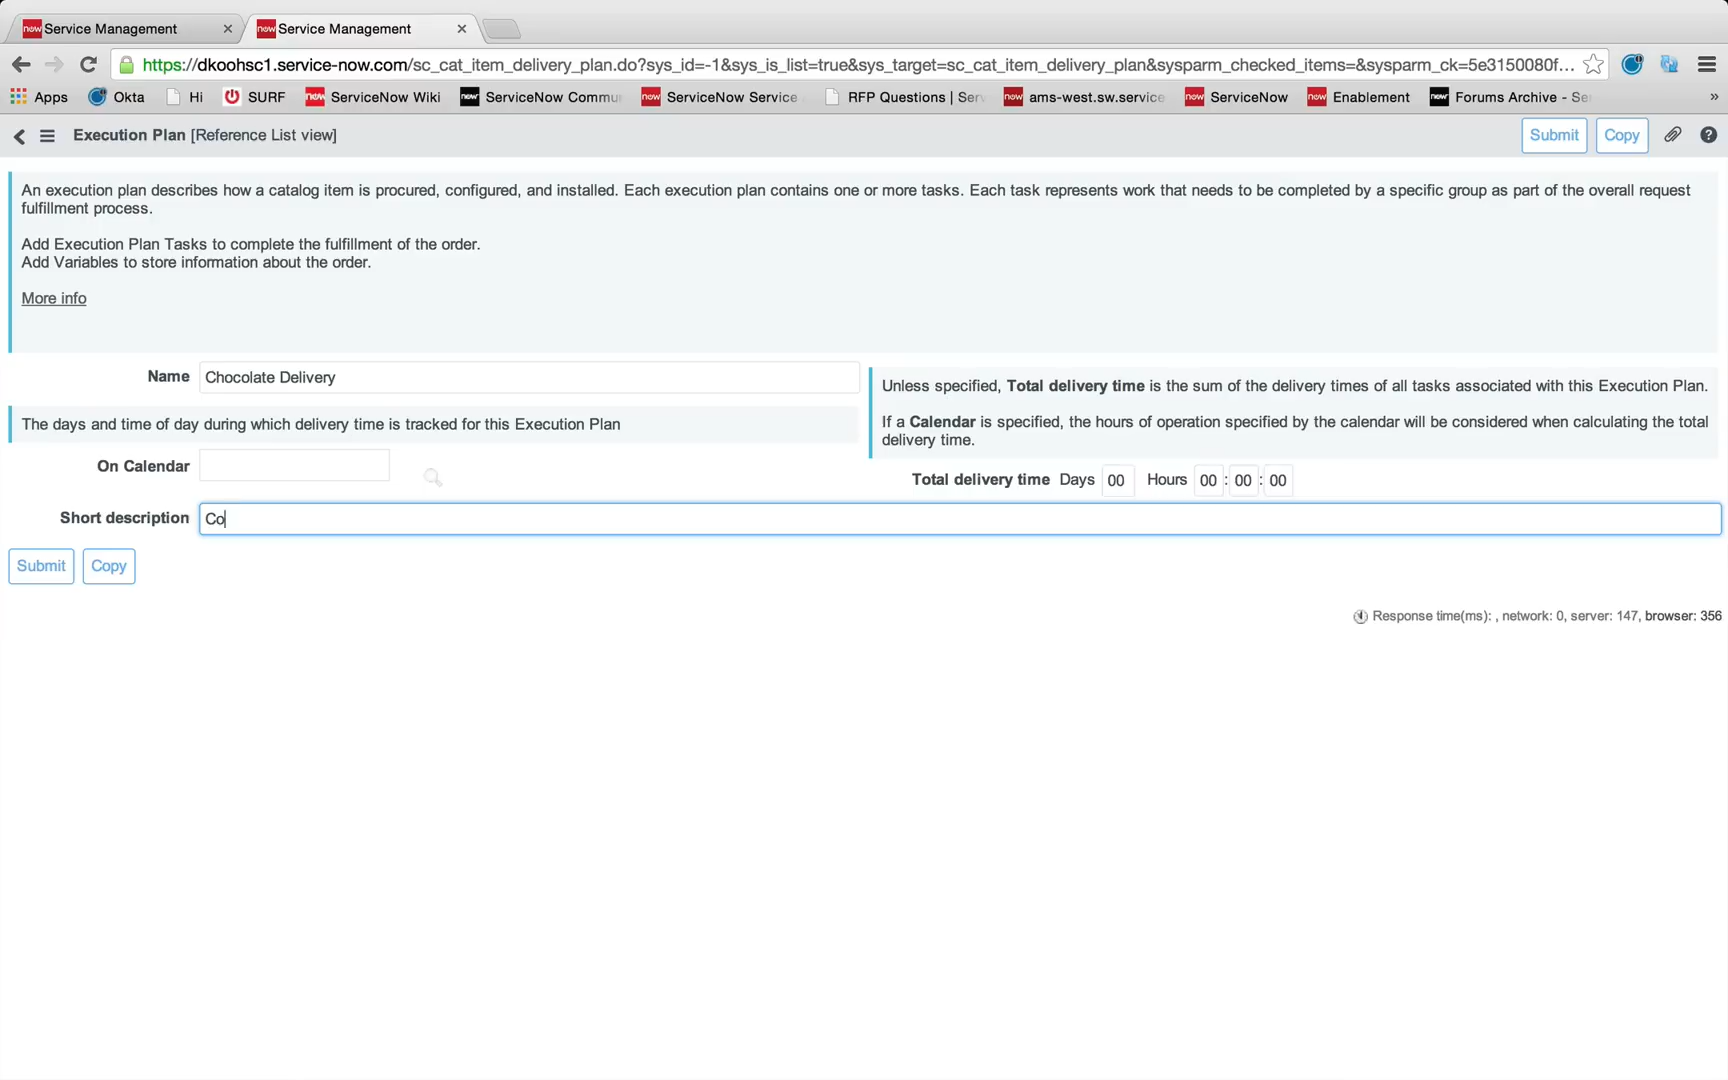 now Service Management
now Service Management
https://dkoohsc1.service-now.com/sc_cat_item_delivery_plan.do?sys_id=-1&sys_is_list=true&sys_target=sc_cat_item_delivery_plan&sysparm_checked_items=&sysparm_ck=5e3150080f...
Apps Okta Hi SURF now ServiceNow Wiki now ServiceNow Commu now ServiceNow Service RFP Questions | Serv now ams-west.sw.service now ServiceNow now Enablement now Forums Archive - Se »
Execution Plan [Reference List view] Submit Copy ?
An execution plan describes how a catalog item is procured, configured, and installed. Each execution plan contains one or more tasks. Each task represents work that needs to be completed by a specific group as part of the overall request
fulfillment process.
Add Execution Plan Tasks to complete the fulfillment of the order.
Add Variables to store information about the order.
More info
Name Chocolate Delivery
Unless specified, Total delivery time is the sum of the delivery times of all tasks associated with this Execution Plan.
The days and time of day during which delivery time is tracked for this Execution Plan
If a Calendar is specified, the hours of operation specified by the calendar will be considered when calculating the total
delivery time.
On Calendar
Total delivery time Days 00 Hours 00 : 00 : 00
Short description Co
Submit Copy
Response time(ms): , network: 0, server: 147, browser: 356